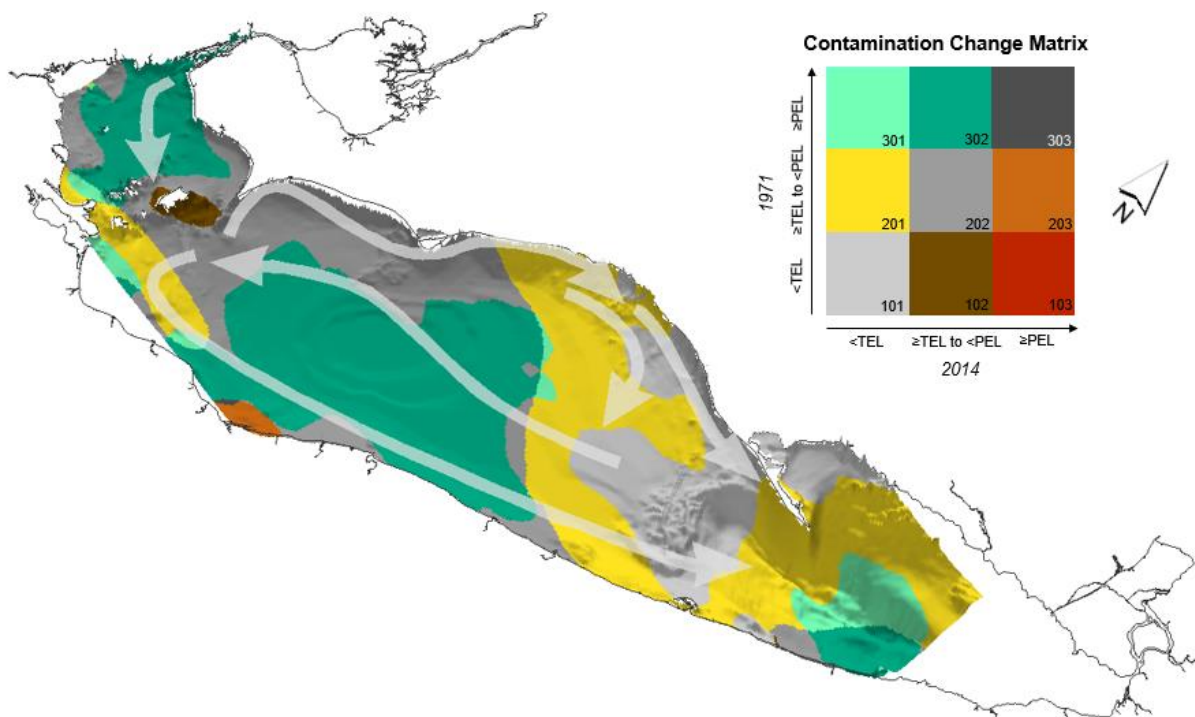 Contamination Change Matrix
≥PEL
301 302 303
1971
≥TEL to <PEL
201 202 203
<TEL
101 102 103
<TEL ≥TEL to <PEL ≥PEL
2014
N